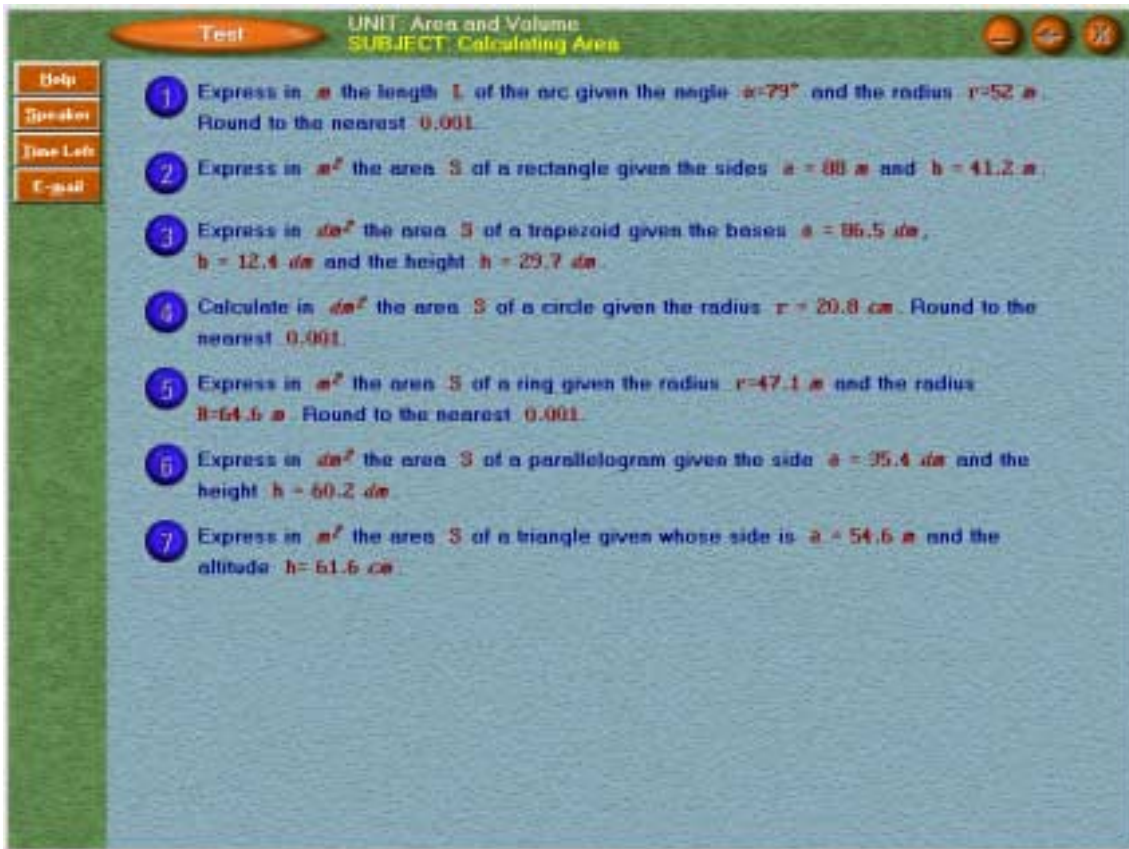 Test
UNIT: Area and Volume
SUBJECT: Calculating Area
Help
Speaker
Time Left
E-mail
1 Express in m the length L of the arc given the angle α=79° and the radius r=52 m.
Round to the nearest 0.001.
2 Express in m² the area S of a rectangle given the sides a = 88 m and b = 41.2 m.
3 Express in dm² the area S of a trapezoid given the bases a = 86.5 dm,
b = 12.4 dm and the height h = 29.7 dm.
4 Calculate in dm² the area S of a circle given the radius r = 20.8 cm. Round to the
nearest 0.001.
5 Express in m² the area S of a ring given the radius r=47.1 m and the radius
R=64.6 m. Round to the nearest 0.001.
6 Express in dm² the area S of a parallelogram given the side a = 35.4 dm and the
height h = 60.2 dm.
7 Express in m² the area S of a triangle given whose side is a = 54.6 m and the
altitude h= 61.6 cm.